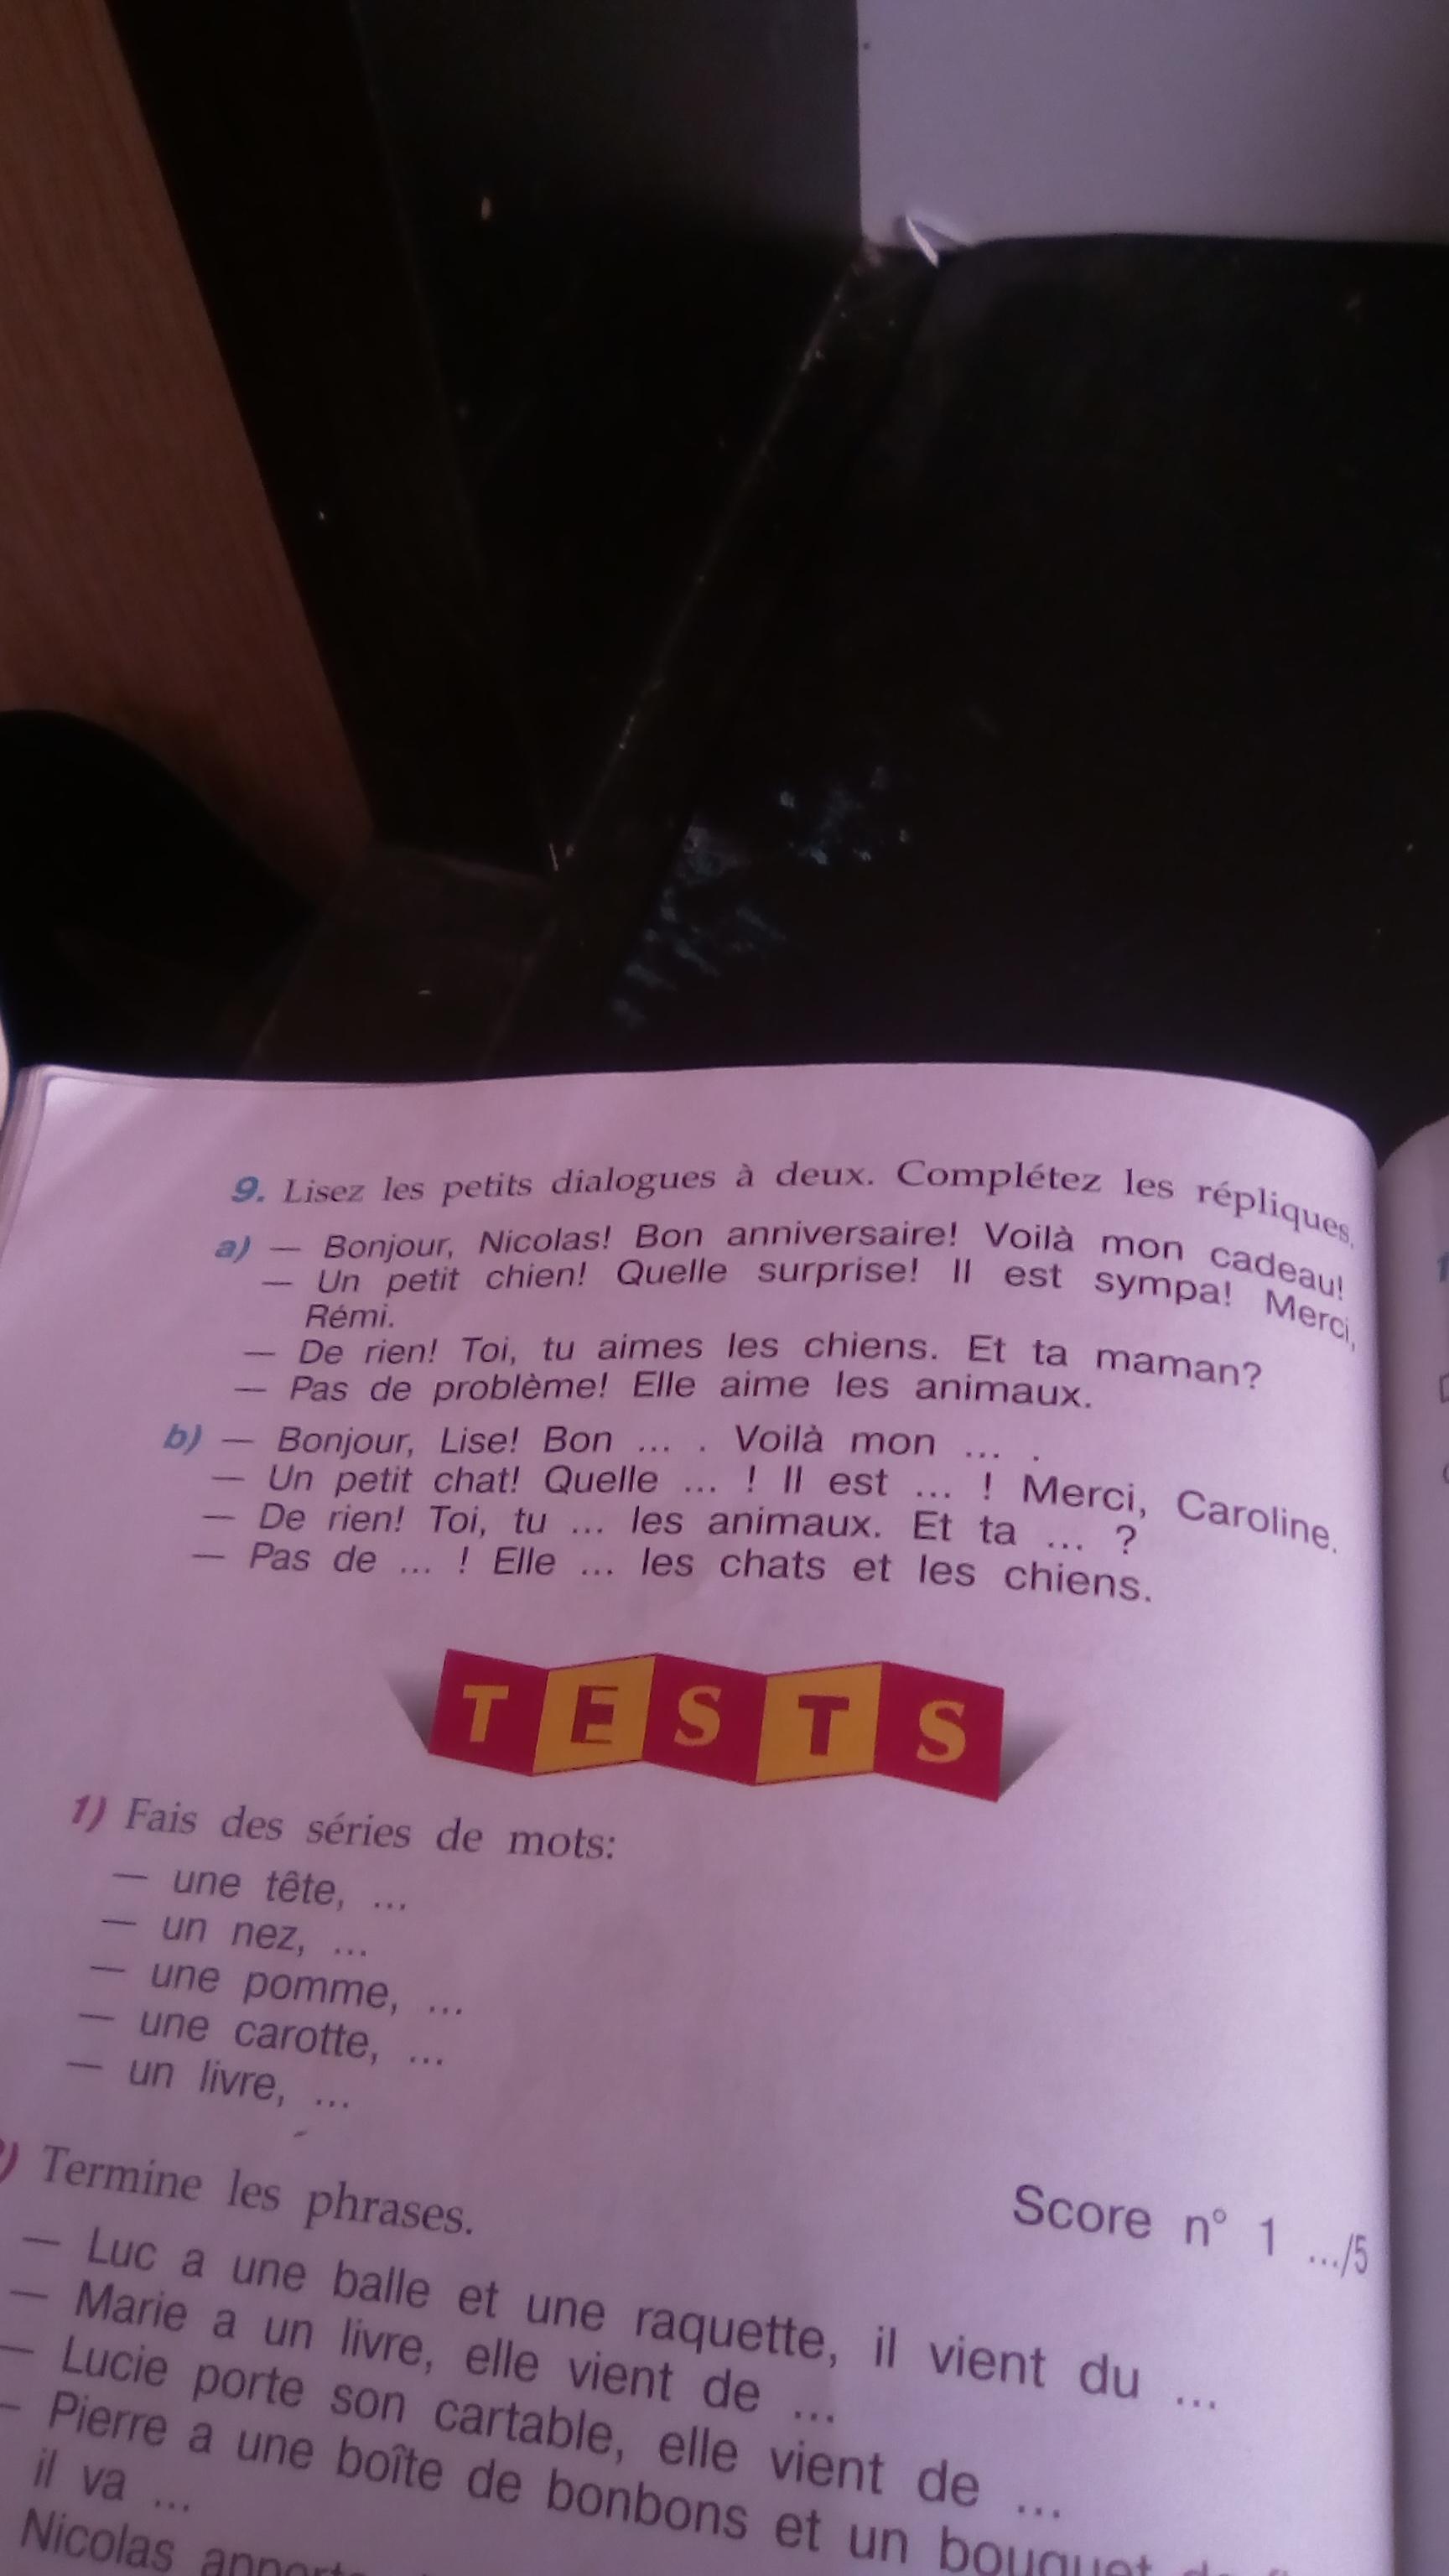 9. Lisez les petits dialogues à deux. Complétez les répliques.
a) — Bonjour, Nicolas! Bon anniversaire! Voilà mon cadeau!
— Un petit chien! Quelle surprise! Il est sympa! Merci,
Rémi.
— De rien! Toi, tu aimes les chiens. Et ta maman?
— Pas de problème! Elle aime les animaux.
b) — Bonjour, Lise! Bon ... . Voilà mon ... .
— Un petit chat! Quelle ... ! Il est ... ! Merci, Caroline.
— De rien! Toi, tu ... les animaux. Et ta ... ?
— Pas de ... ! Elle ... les chats et les chiens.
TESTS
1) Fais des séries de mots:
— une tête, ...
— un nez, ...
— une pomme, ...
— une carotte, ...
— un livre, ...
Score n° 1 .../5
) Termine les phrases.
— Luc a une balle et une raquette, il vient du ...
— Marie a un livre, elle vient de ...
— Lucie porte son cartable, elle vient de ...
— Pierre a une boîte de bonbons et un bouquet
il va ...
Nicolas